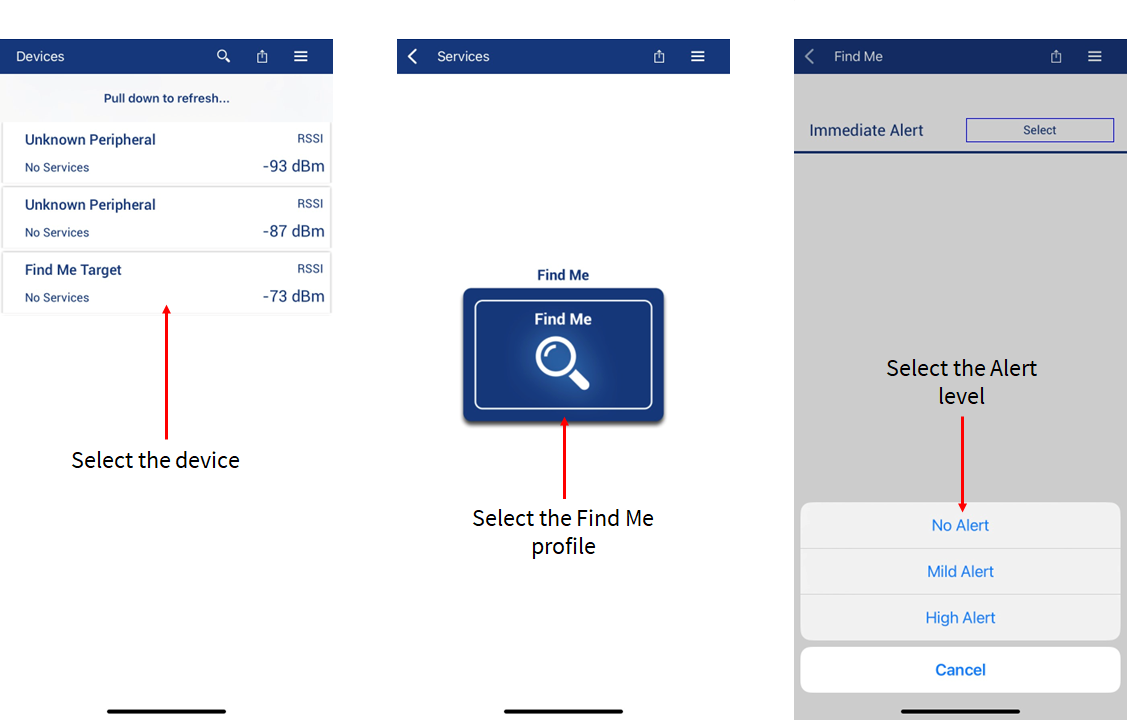 Devices
Pull down to refresh...
Unknown Peripheral RSSI
No Services -93 dBm
Unknown Peripheral RSSI
No Services -87 dBm
Find Me Target RSSI
No Services -73 dBm
Select the device
Services
Find Me
Find Me
Select the Find Me
profile
Find Me
Immediate Alert Select
Select the Alert
level
No Alert
Mild Alert
High Alert
Cancel